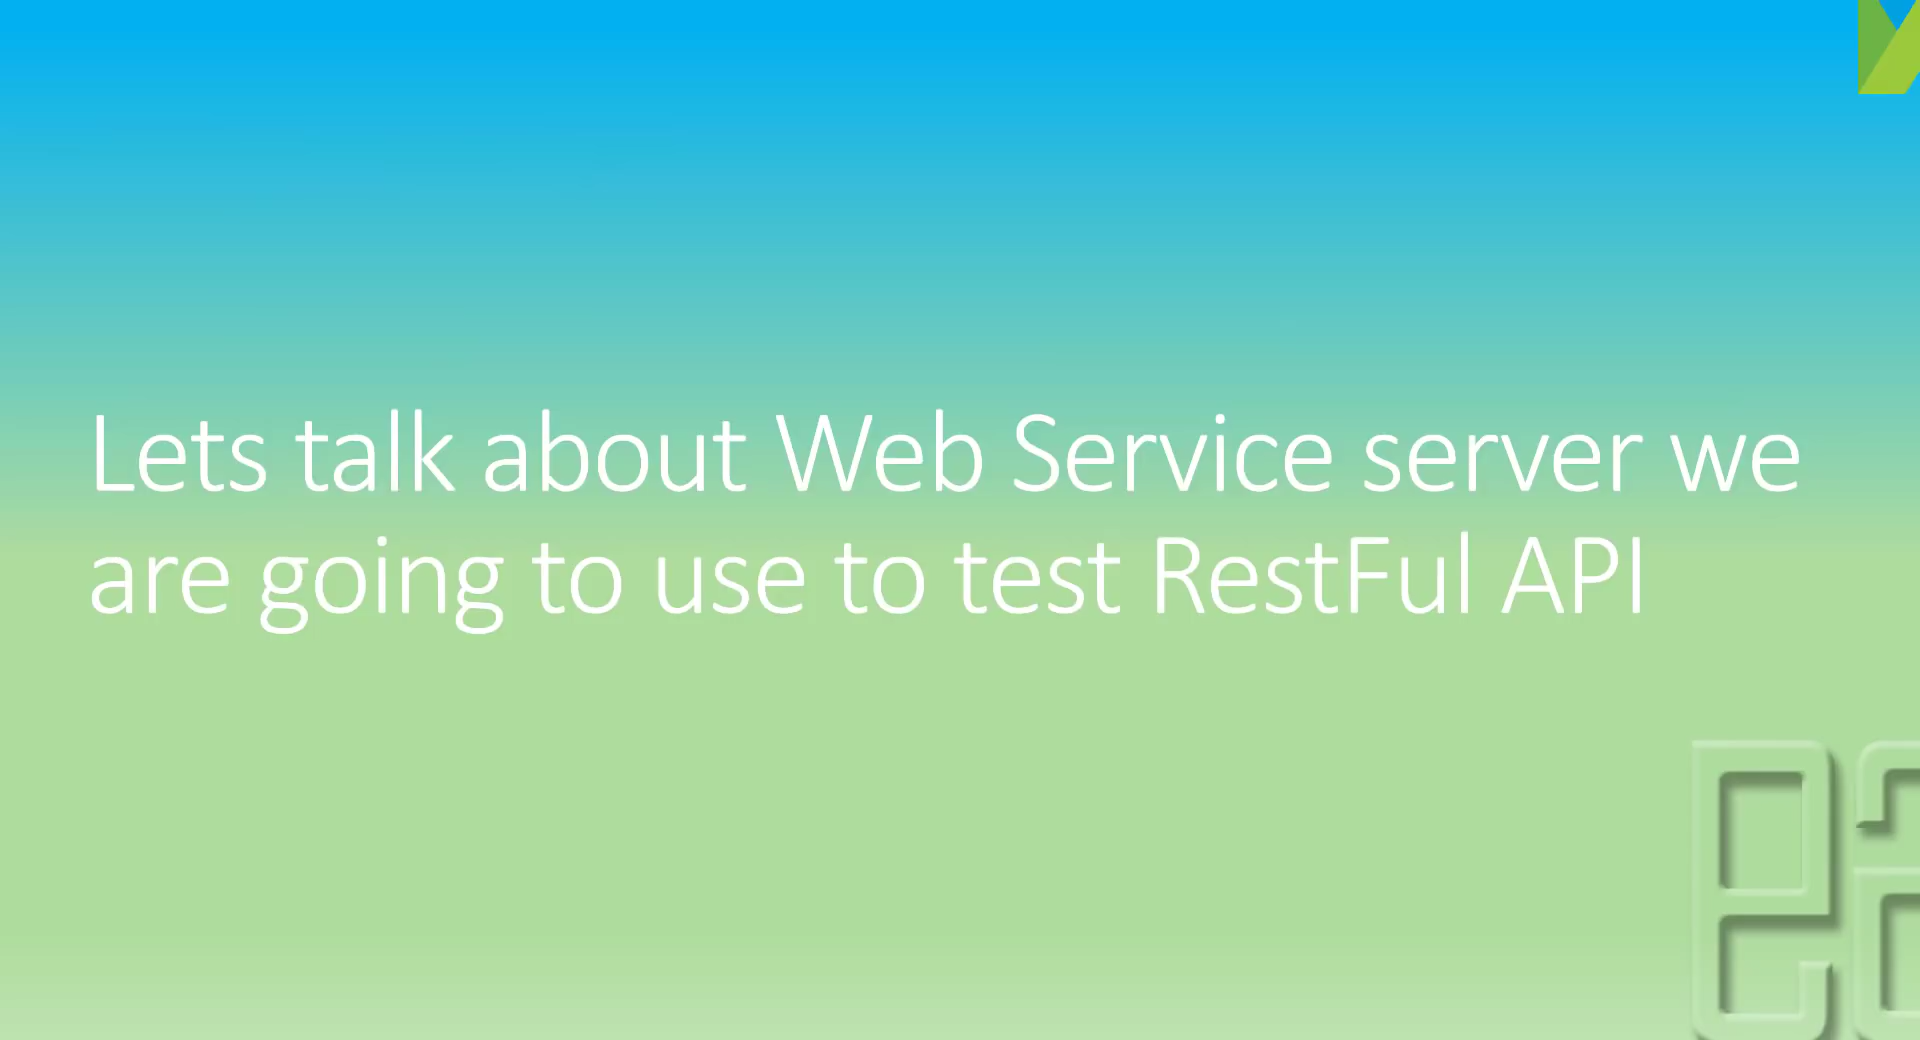 Lets talk about Web Service server we
are going to use to test RestFul API